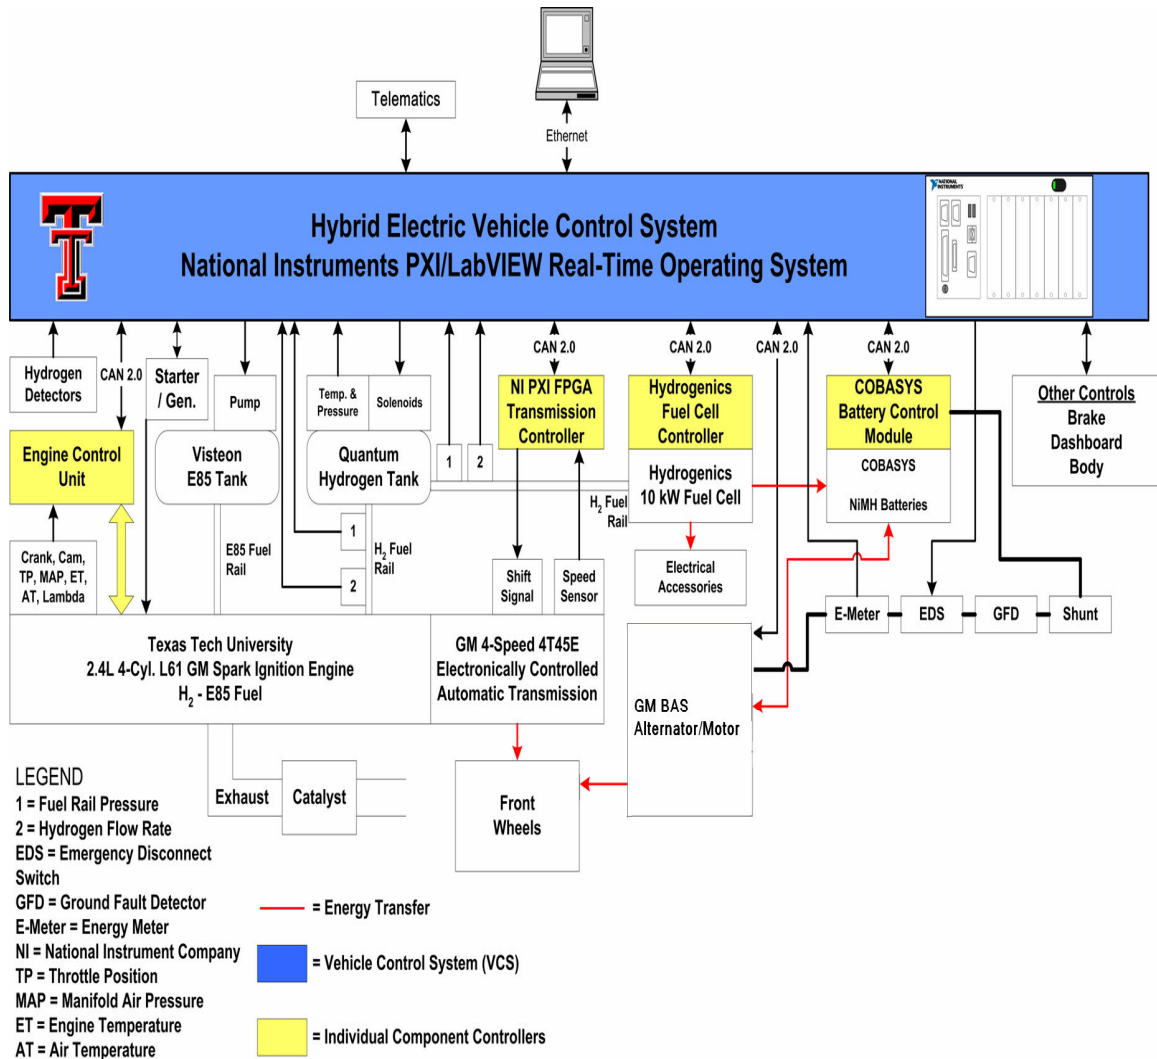 Telematics
Ethernet
NATIONAL
INSTRUMENTS
Hybrid Electric Vehicle Control System
National Instruments PXI/LabVIEW Real-Time Operating System
Hydrogen
Detectors
CAN 2.0
Starter
/ Gen.
Pump
Temp. &
Pressure
Solenoids
CAN 2.0
CAN 2.0
CAN 2.0
CAN 2.0
Engine Control
Unit
Visteon
E85 Tank
Quantum
Hydrogen Tank
1
2
NI PXI FPGA
Transmission
Controller
Hydrogenics
Fuel Cell
Controller
COBASYS
Battery Control
Module
Other Controls
Brake
Dashboard
Body
Hydrogenics
10 kW Fuel Cell
COBASYS
NiMH Batteries
H2 Fuel
Rail
1
2
E85 Fuel
Rail
H2 Fuel
Rail
Crank, Cam,
TP, MAP, ET,
AT, Lambda
Shift
Signal
Speed
Sensor
Electrical
Accessories
E-Meter
EDS
GFD
Shunt
Texas Tech University
2.4L 4-Cyl. L61 GM Spark Ignition Engine
H2 - E85 Fuel
GM 4-Speed 4T45E
Electronically Controlled
Automatic Transmission
GM BAS
Alternator/Motor
Exhaust
Catalyst
Front
Wheels
LEGEND
1 = Fuel Rail Pressure
2 = Hydrogen Flow Rate
EDS = Emergency Disconnect
Switch
GFD = Ground Fault Detector
E-Meter = Energy Meter
NI = National Instrument Company
TP = Throttle Position
MAP = Manifold Air Pressure
ET = Engine Temperature
AT = Air Temperature
= Energy Transfer
= Vehicle Control System (VCS)
= Individual Component Controllers